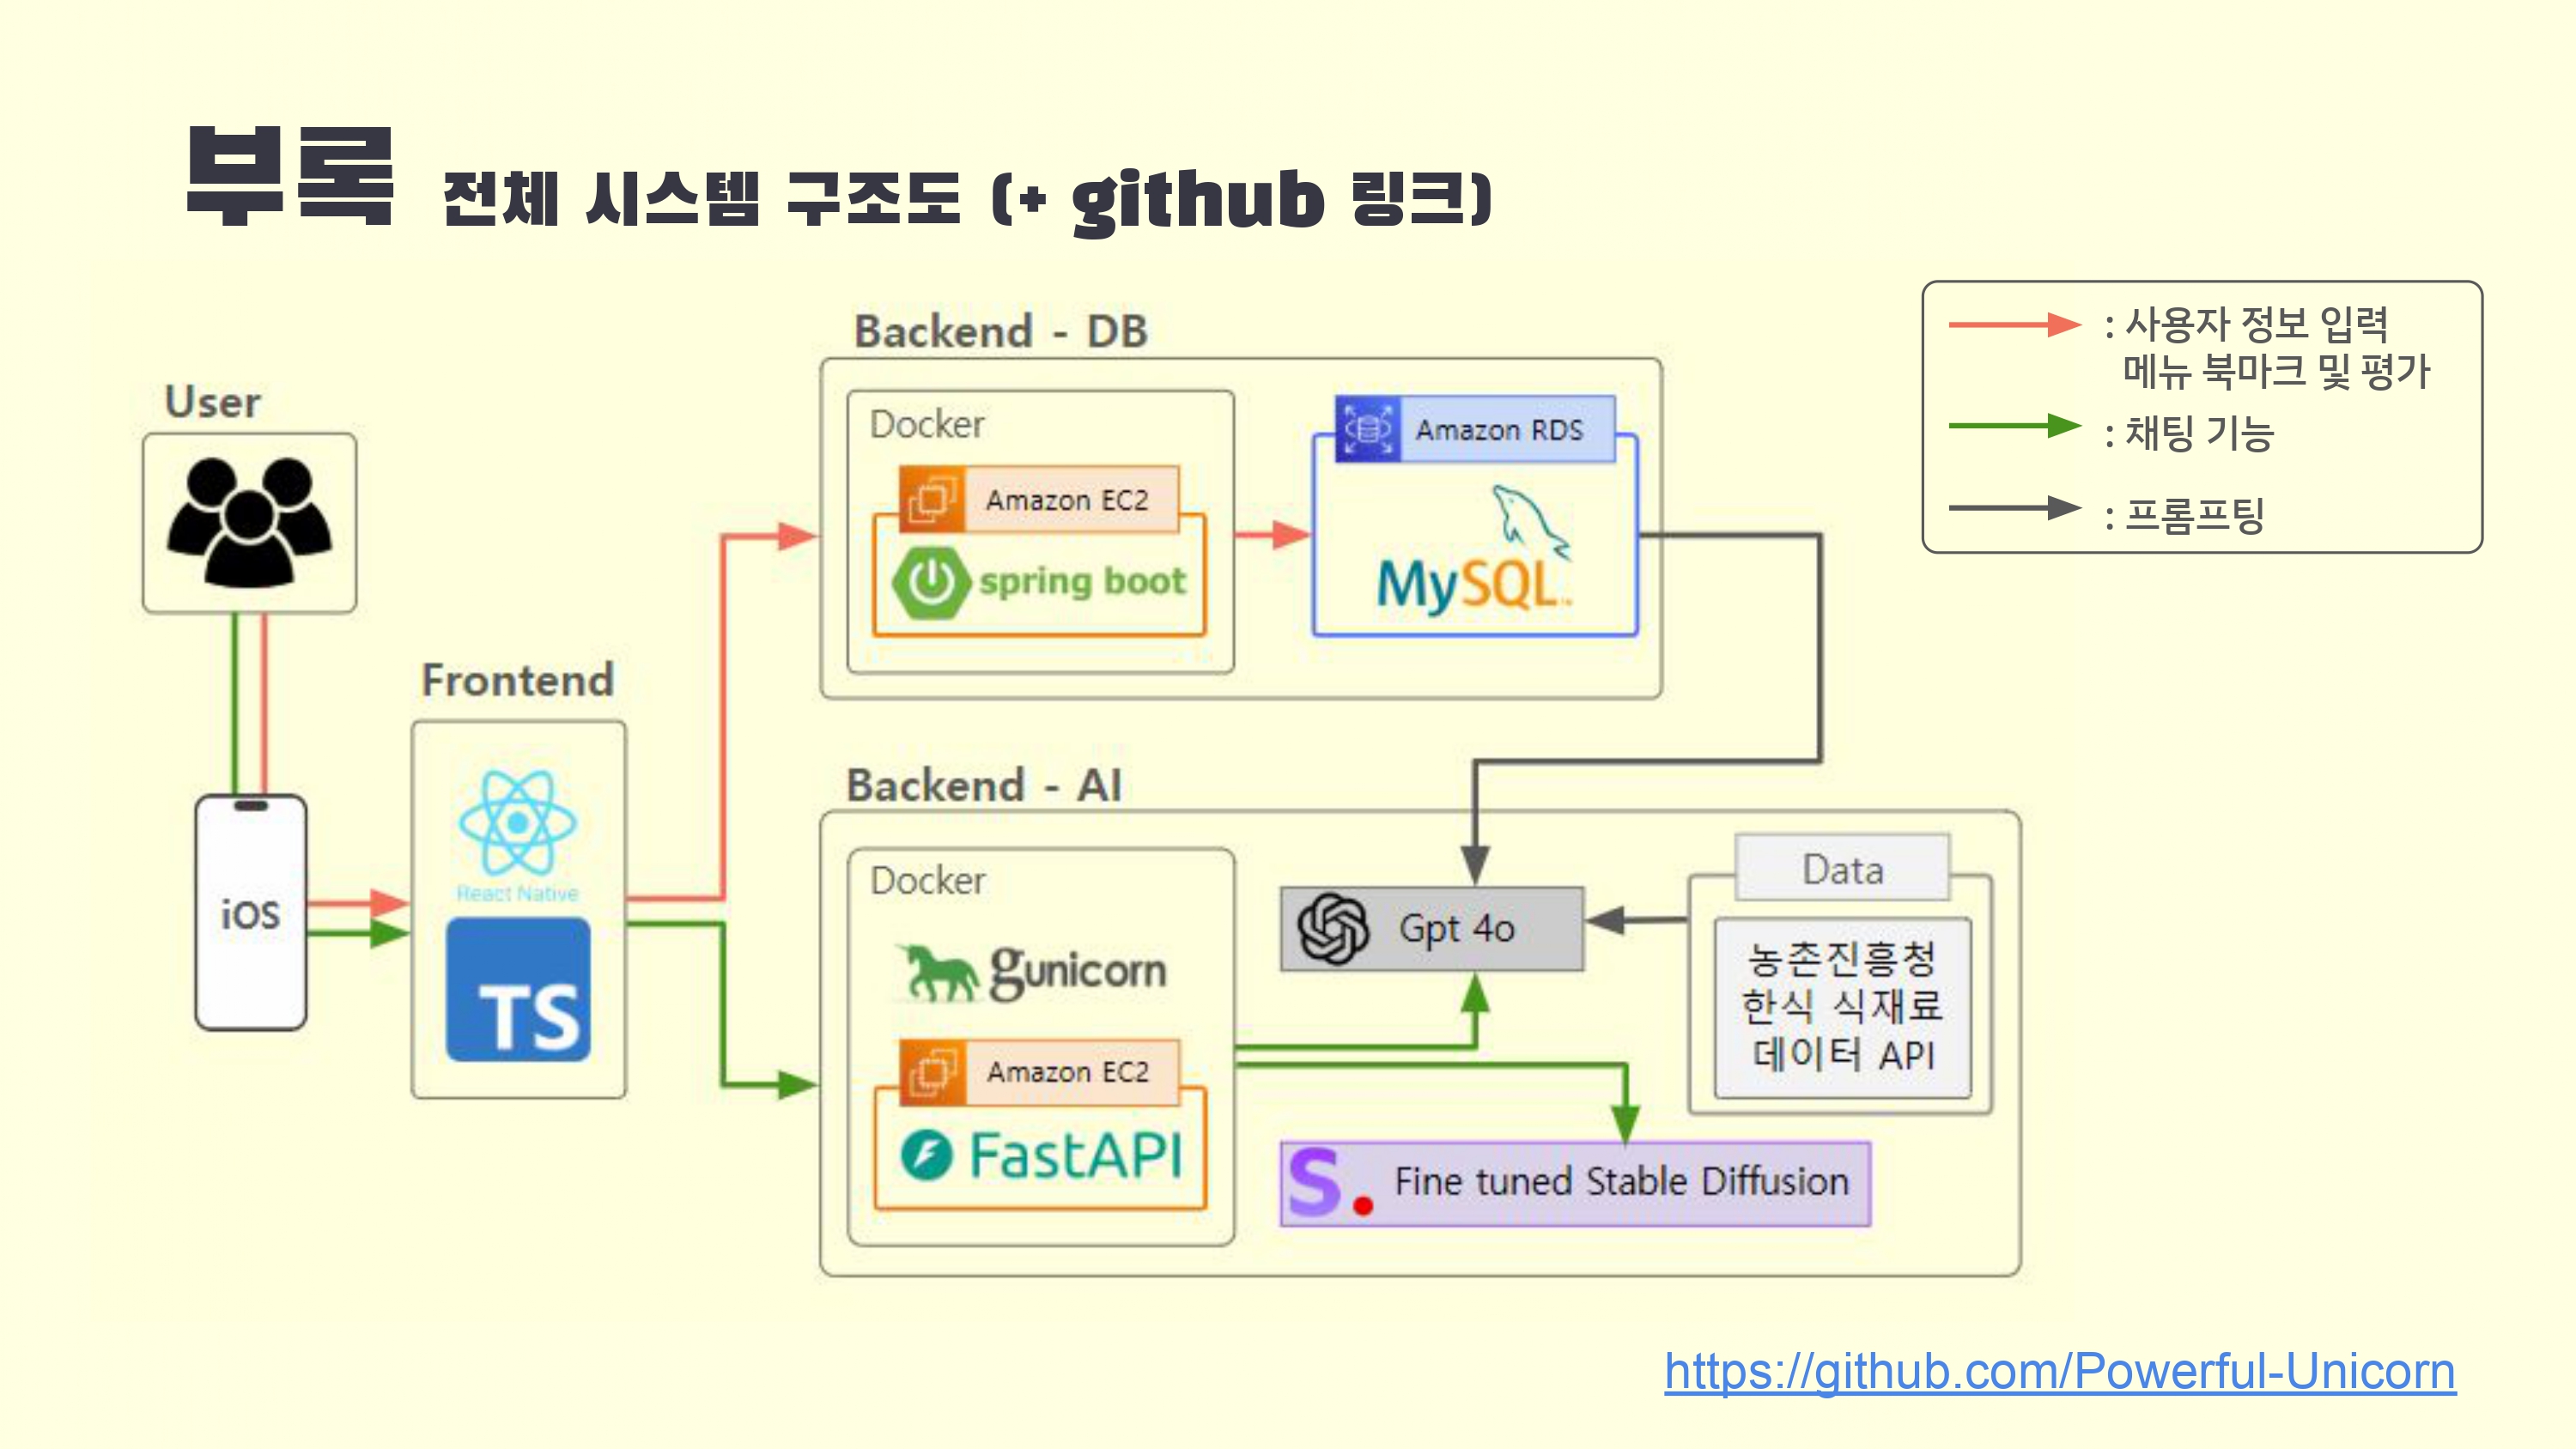 부록 전체 시스템 구조도 (+ github 링크)
: 사용자 정보 입력
메뉴 북마크 및 평가
: 채팅 기능
: 프롬프팅
User
iOS
Frontend
React Native
TS
Backend - DB
Docker
Amazon EC2
spring boot
Amazon RDS
MySQL
Backend - AI
Docker
gunicorn
Amazon EC2
FastAPI
Gpt 4o
Data
농촌진흥청
한식 식재료
데이터 API
S. Fine tuned Stable Diffusion
https://github.com/Powerful-Unicorn